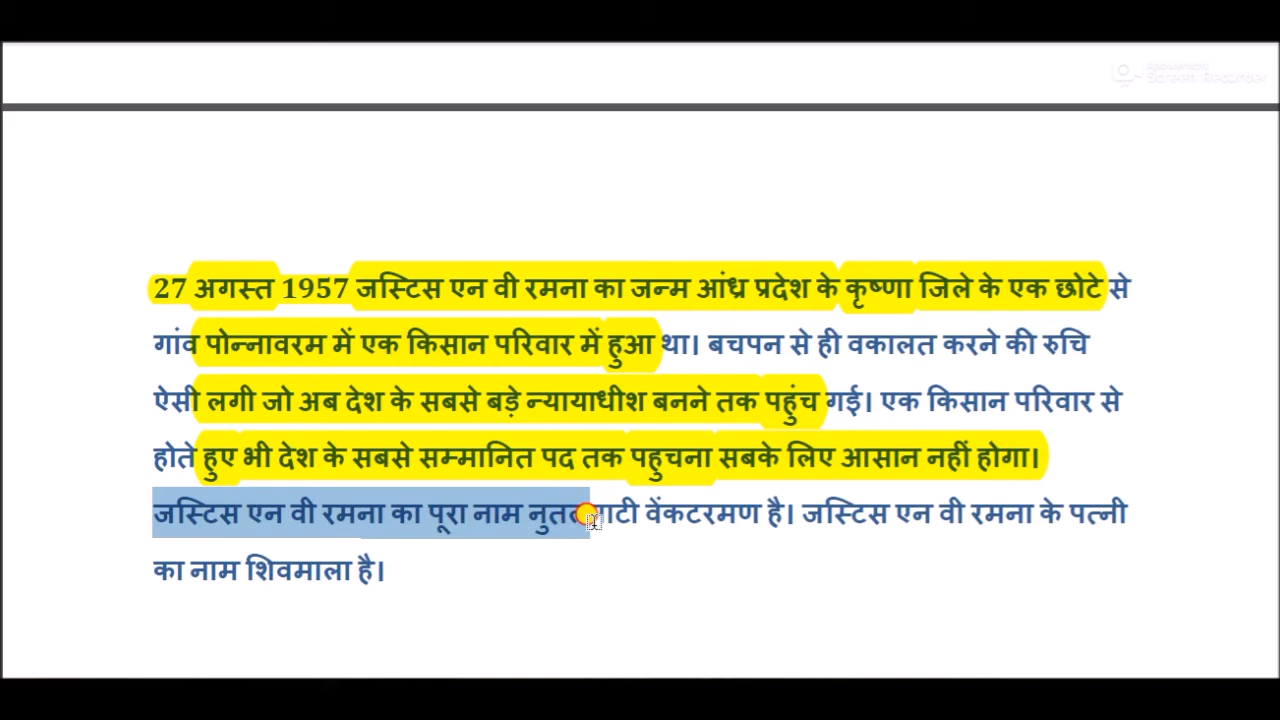 Screen Recorder
27 अगस्त 1957 जस्टिस एन वी रमना का जन्म आंध्र प्रदेश के कृष्णा जिले के एक छोटे से
गांव पोन्नावरम में एक किसान परिवार में हुआ था। बचपन से ही वकालत करने की रुचि
ऐसी लगी जो अब देश के सबसे बड़े न्यायाधीश बनने तक पहुंच गई। एक किसान परिवार से
होते हुए भी देश के सबसे सम्मानित पद तक पहुचना सबके लिए आसान नहीं होगा।
जस्टिस एन वी रमना का पूरा नाम वेंकटरमण है। जस्टिस एन वी रमना के पत्नी
का नाम शिवमाला है।